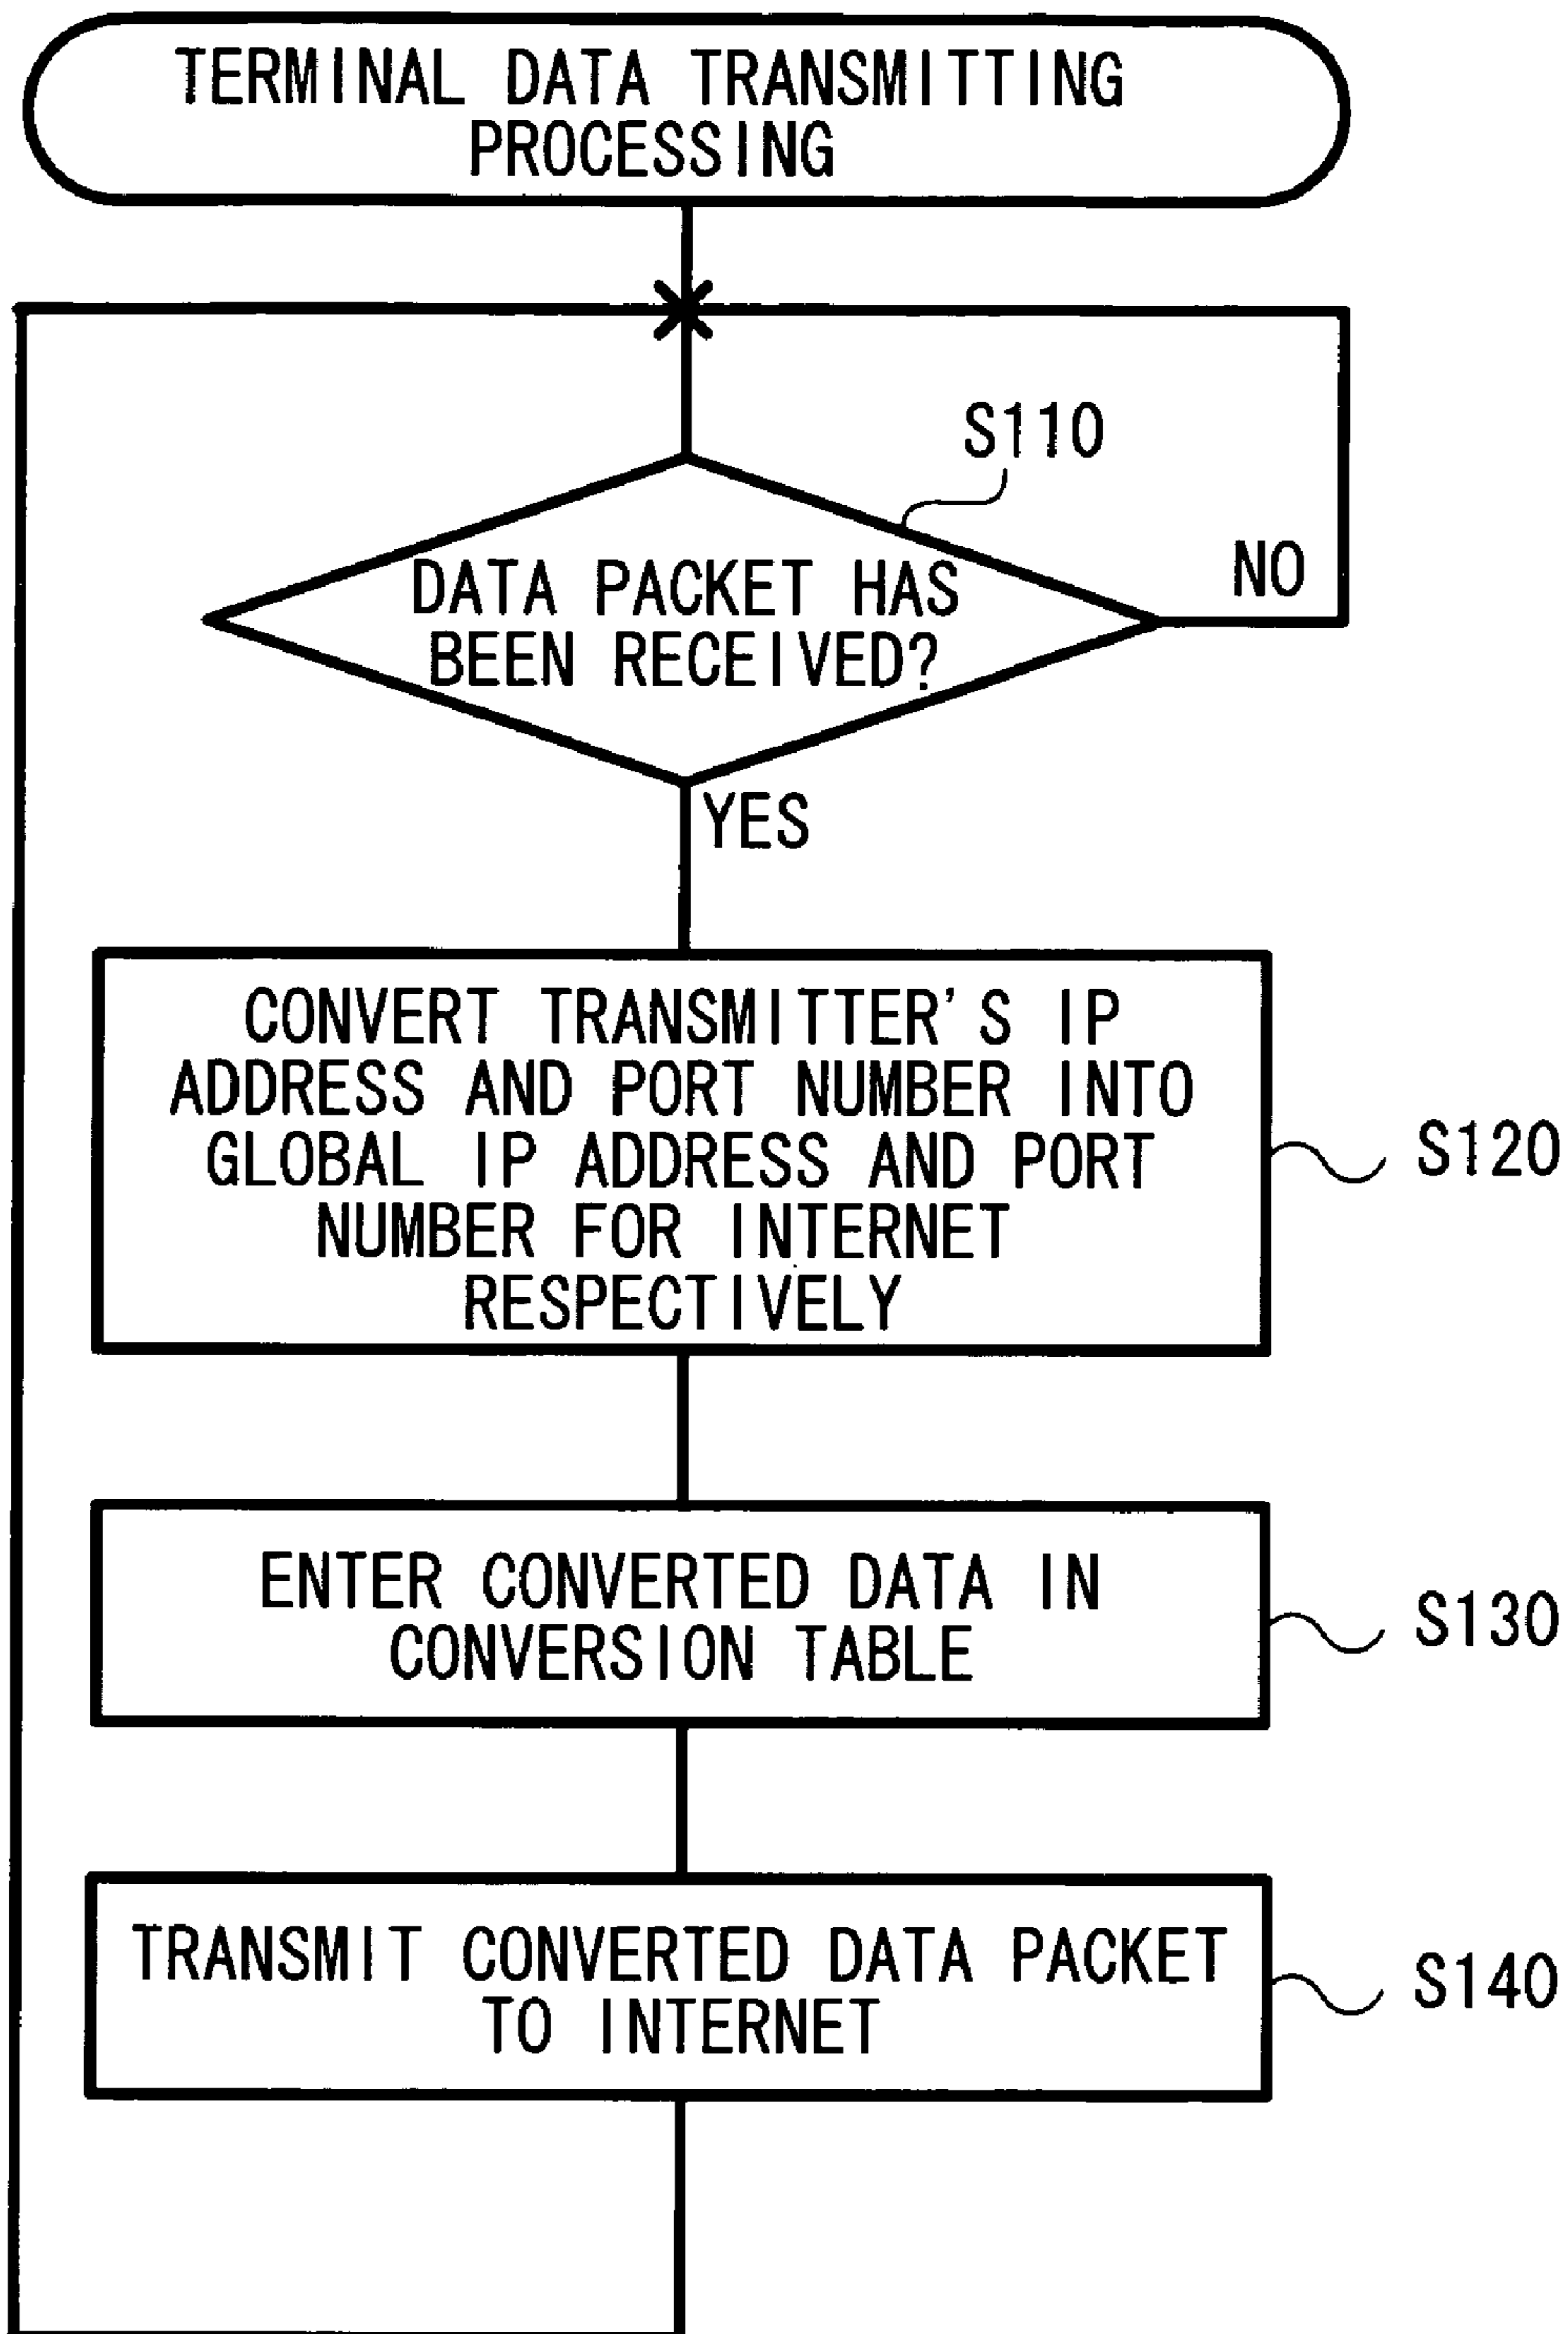 TERMINAL DATA TRANSMITTING
PROCESSING
S110
DATA PACKET HAS
BEEN RECEIVED?
NO
YES
CONVERT TRANSMITTER'S IP
ADDRESS AND PORT NUMBER INTO
GLOBAL IP ADDRESS AND PORT
NUMBER FOR INTERNET
RESPECTIVELY
S120
ENTER CONVERTED DATA IN
CONVERSION TABLE
S130
TRANSMIT CONVERTED DATA PACKET
TO INTERNET
S140